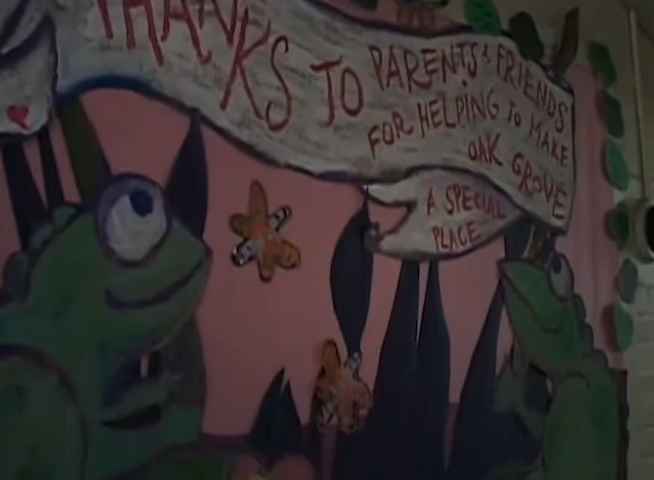 THANKS TO PARENTS & FRIENDS
FOR HELPING TO MAKE
OAK GROVE
A SPECIAL
PLACE